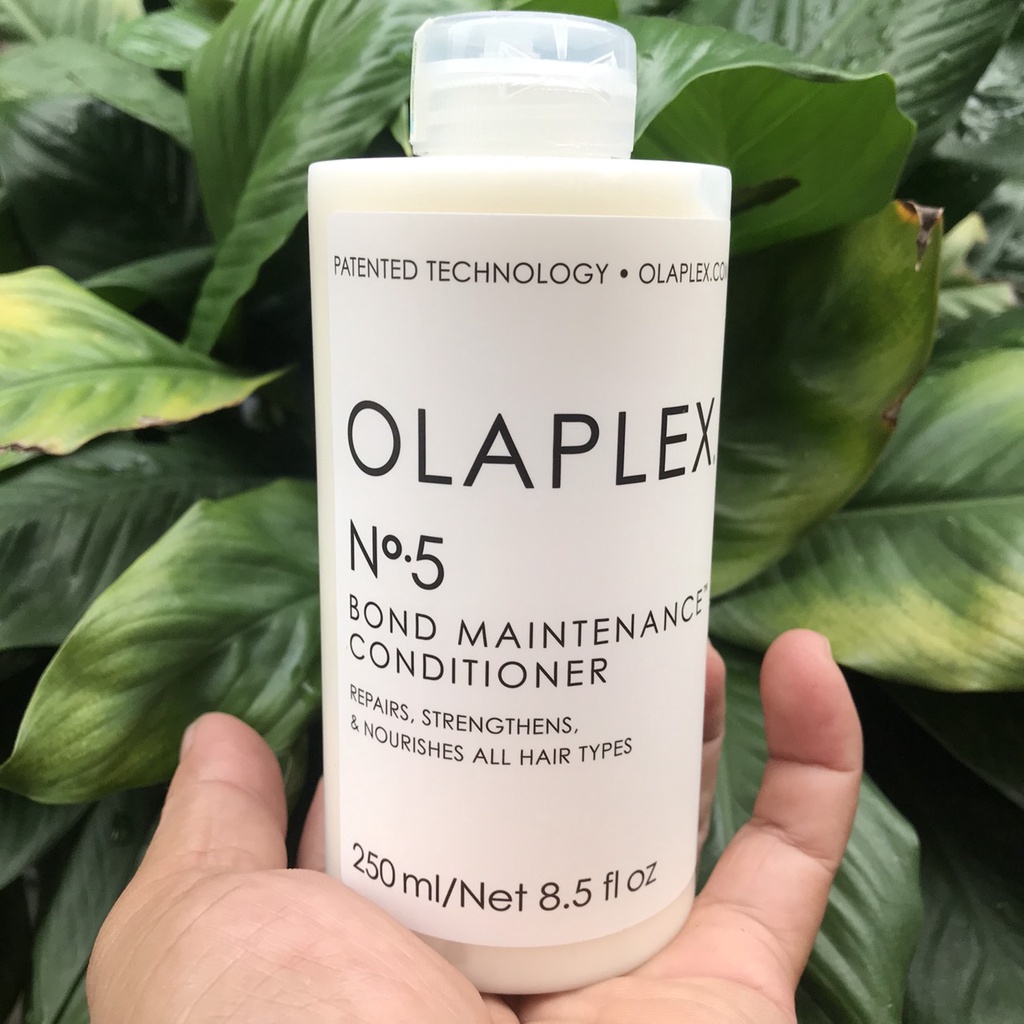 PATENTED TECHNOLOGY • OLAPLEX.CO
OLAPLEX.
Nº.5
BOND MAINTENANCE™
CONDITIONER
REPAIRS, STRENGTHENS,
& NOURISHES ALL HAIR TYPES
250 ml/Net 8.5 fl oz